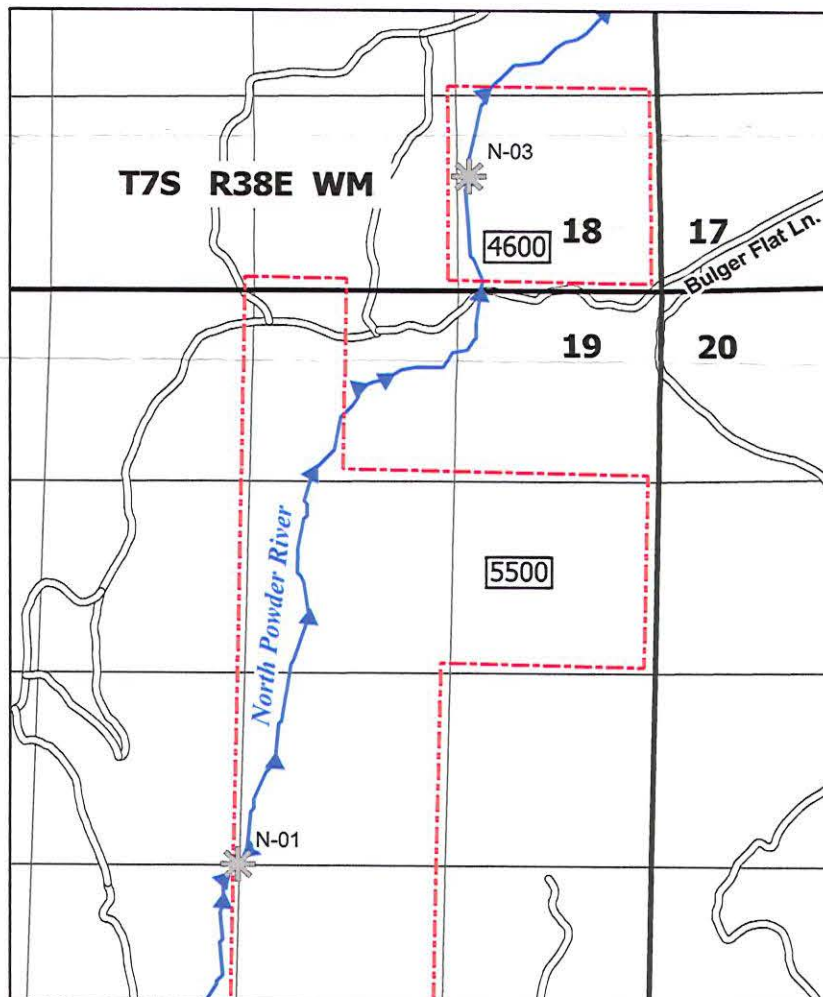 N-03
T7S R38E WM
4600
18
17
Bulger Flat Ln.
19
20
5500
North Powder River
N-01